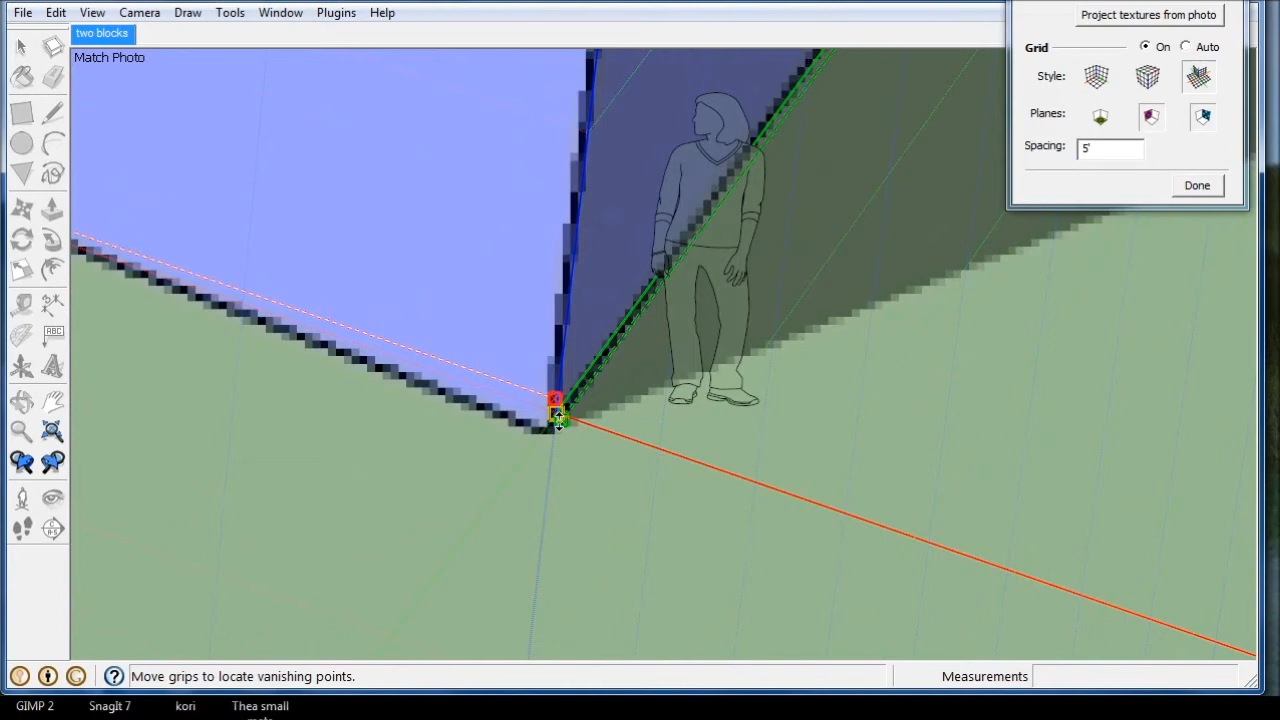 File Edit View Camera Draw Tools Window Plugins Help
Project textures from photo
two blocks
Grid On Auto
Match Photo
Style:
Planes:
Spacing: 5'
Done
ABC
Move grips to locate vanishing points. Measurements
GIMP 2 SnagIt 7 kori Thea small